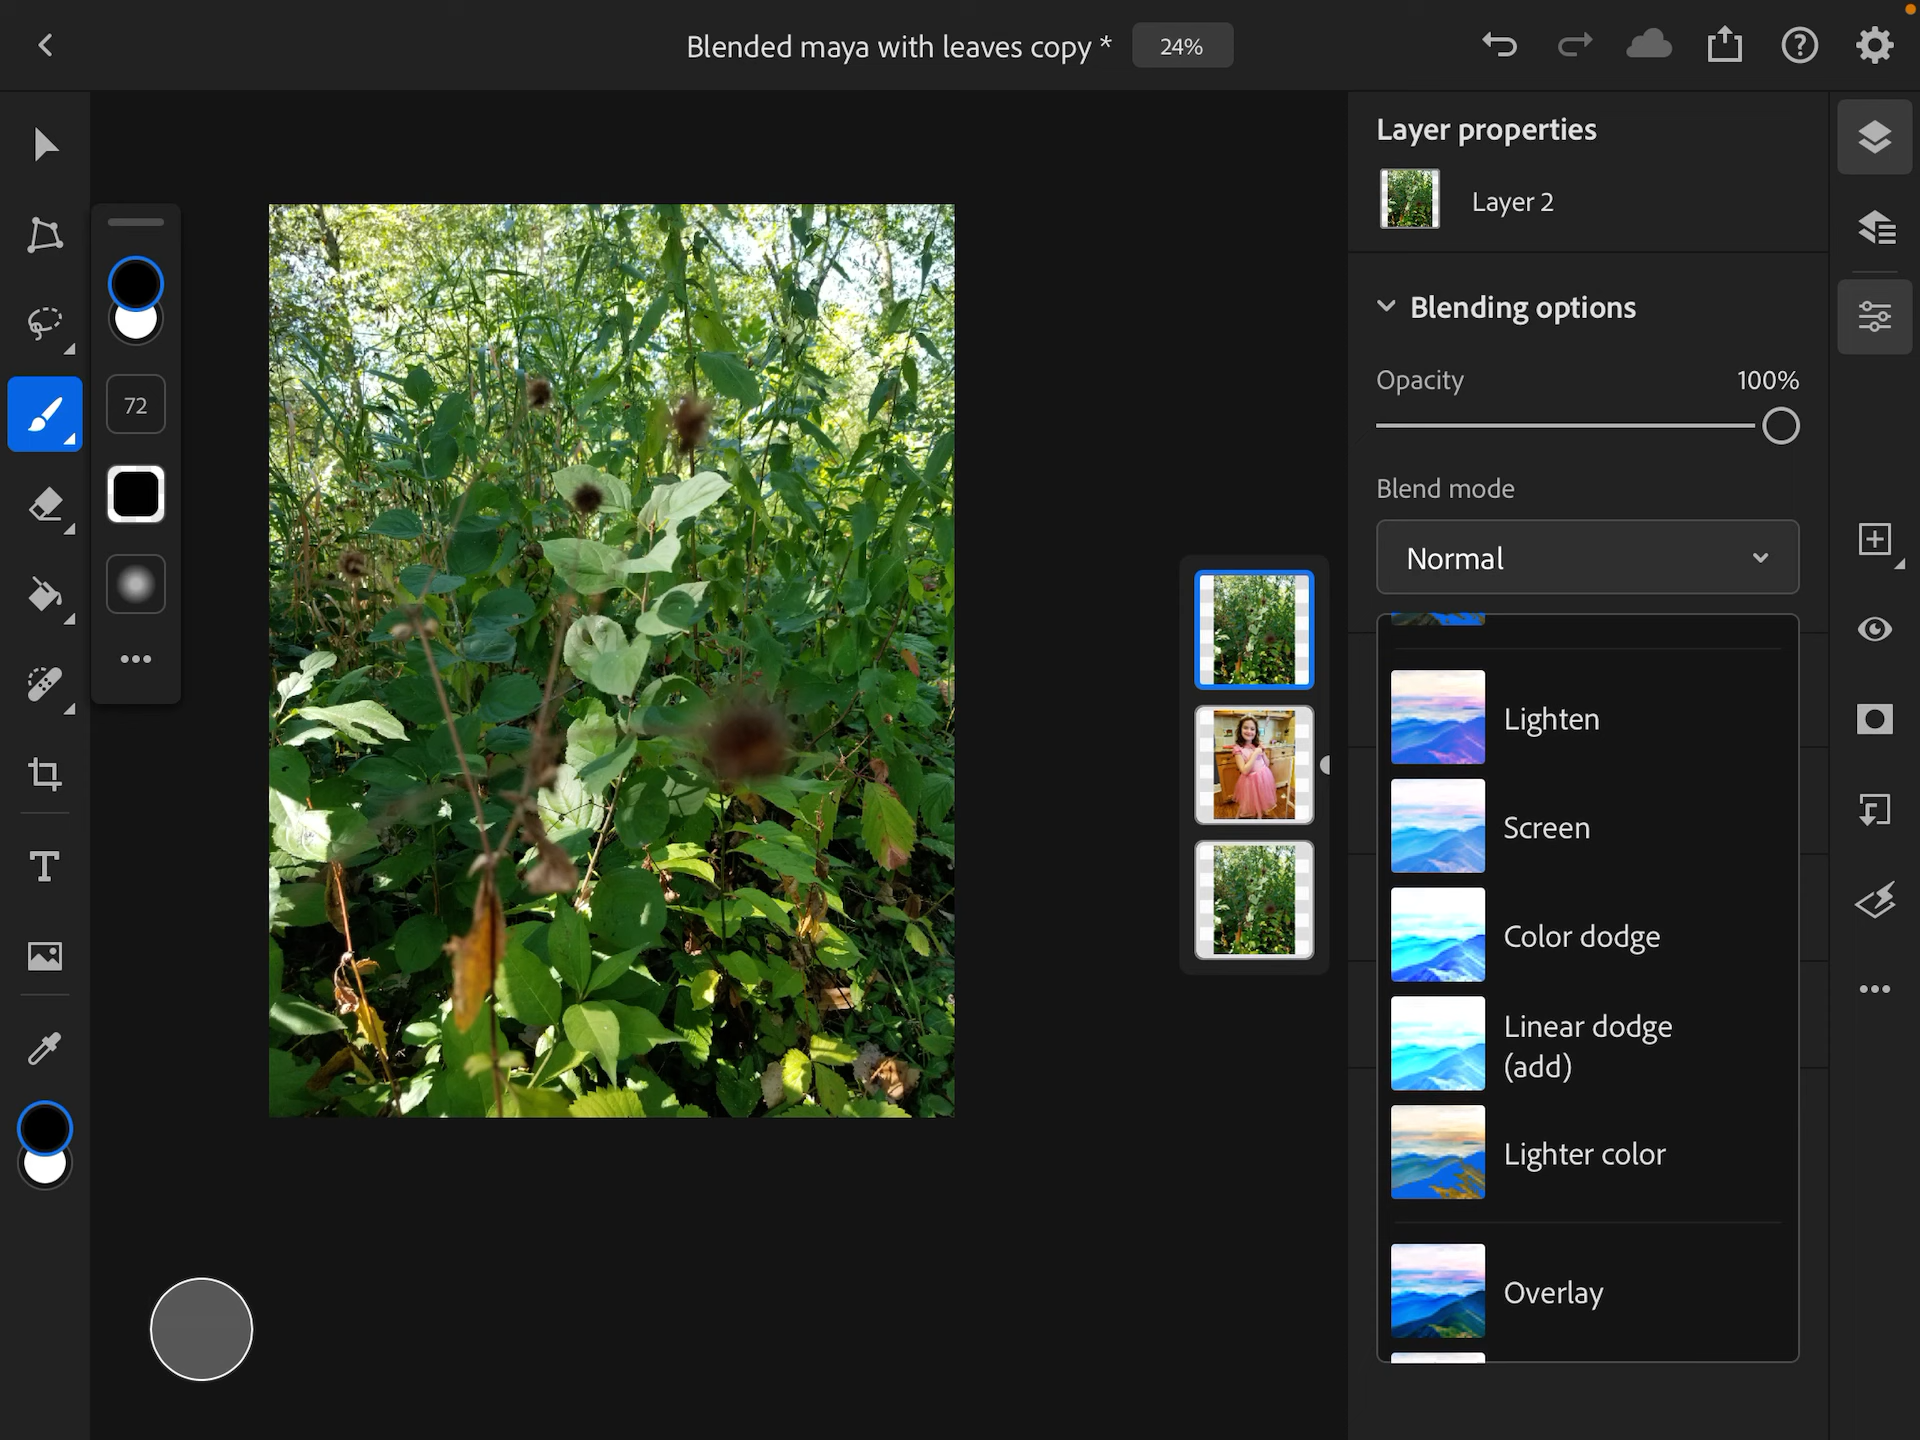 Blended maya with leaves copy *
24%
Layer properties
Layer 2
Blending options
Opacity
100%
72
Blend mode
Normal
Lighten
Screen
Color dodge
Linear dodge
(add)
Lighter color
Overlay
T